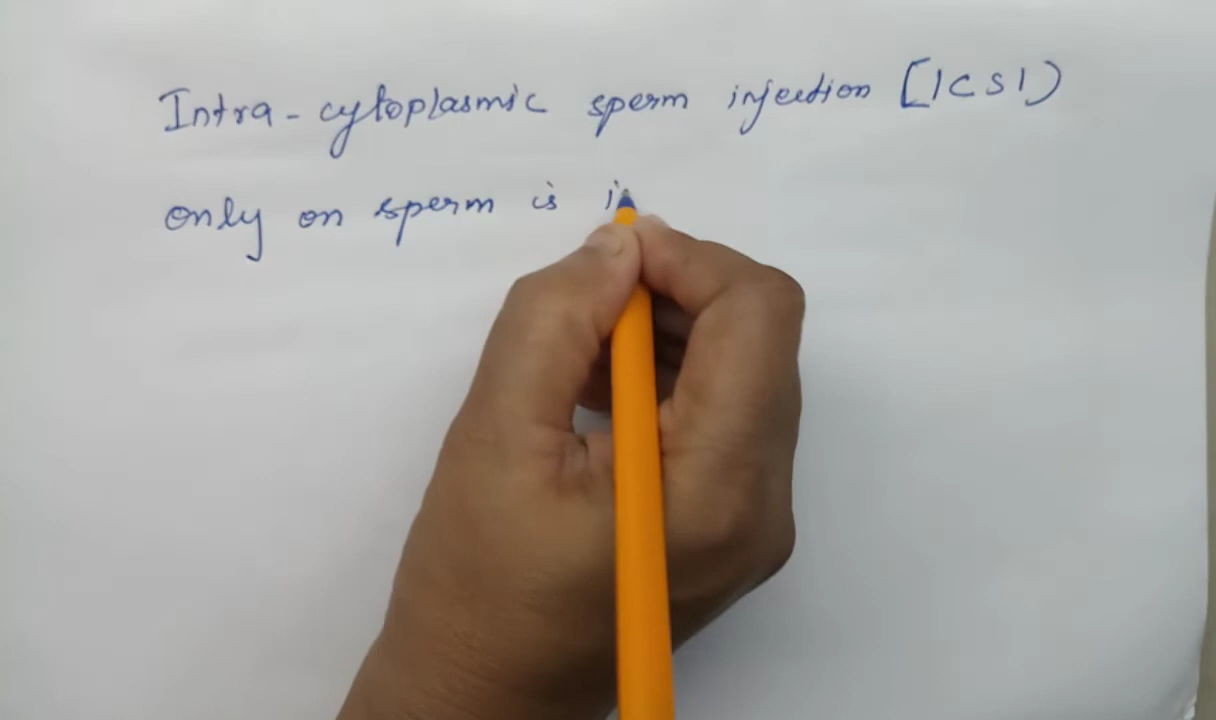 Intra-cytoplasmic sperm injection [ICSI)
only on sperm is i